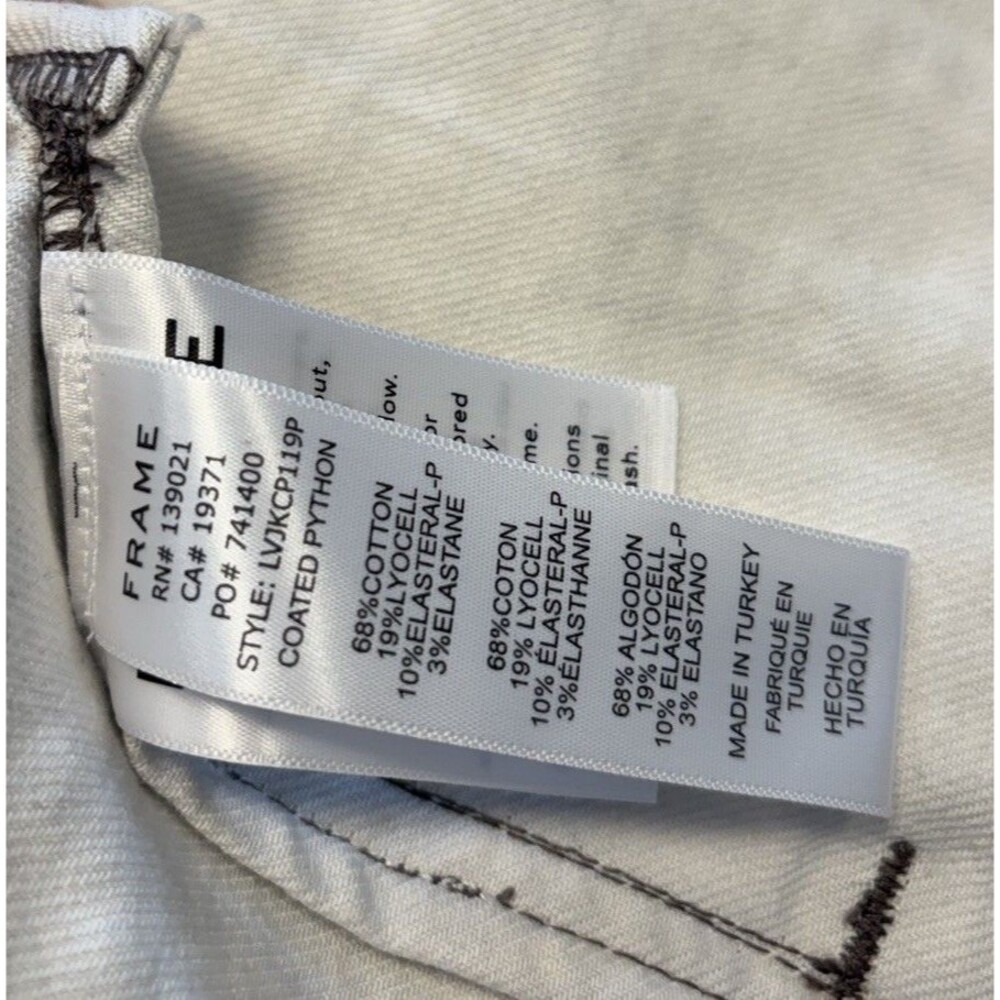 FRAME
RN# 139021
CA# 19371
PO# 741400
STYLE: LVJKCP119P
COATED PYTHON
68%COTTON
19%LYOCELL
10%ELASTERAL-P
3%ELASTANE
68%COTON
19% LYOCELL
10% ÉLASTERAL-P
3%ÉLASTHANNE
68% ALGODÓN
19% LYOCELL
10% ELASTERAL-P
3% ELASTANO
MADE IN TURKEY
FABRIQUÉ EN
TURQUIE
HECHO EN
TURQUÍA
E